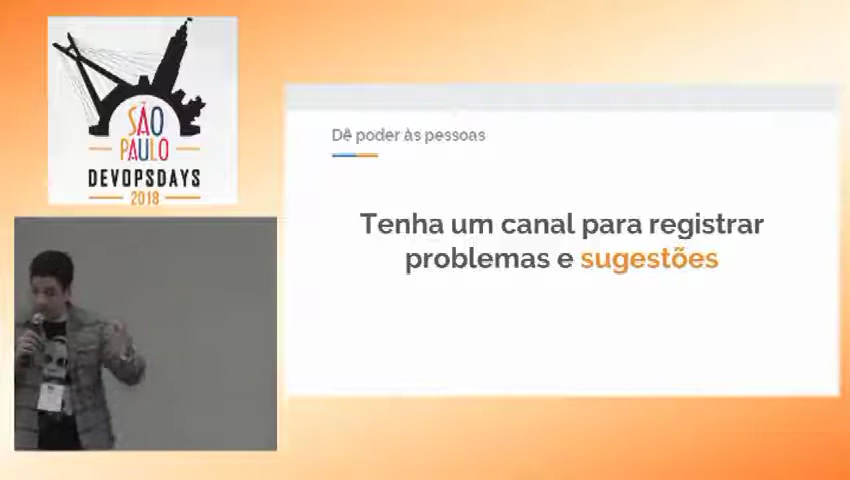 SÃO
PAULO
DEVOPSDAYS
2018
Dê poder às pessoas
Tenha um canal para registrar
problemas e sugestões